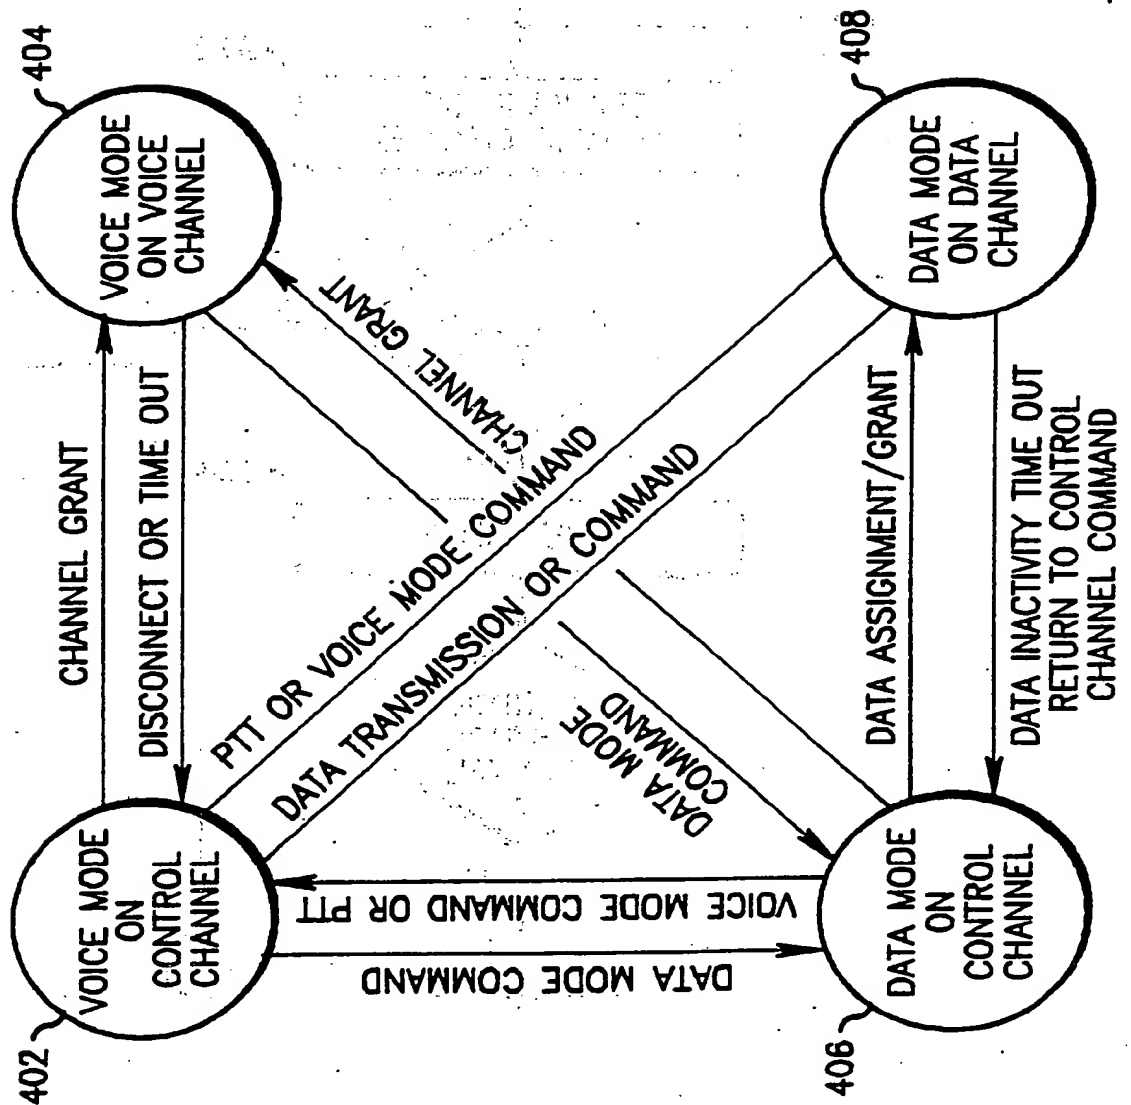 402
VOICE MODE
ON
CONTROL
CHANNEL
CHANNEL GRANT
DISCONNECT OR TIME OUT
404
VOICE MODE
ON VOICE
CHANNEL
PTT OR VOICE MODE COMMAND
DATA TRANSMISSION OR COMMAND
CHANNEL GRANT
DATA MODE
COMMAND
DATA MODE COMMAND
VOICE MODE COMMAND OR PTT
406
DATA MODE
ON
CONTROL
CHANNEL
DATA ASSIGNMENT/GRANT
DATA INACTIVITY TIME OUT
RETURN TO CONTROL
CHANNEL COMMAND
408
DATA MODE
ON DATA
CHANNEL